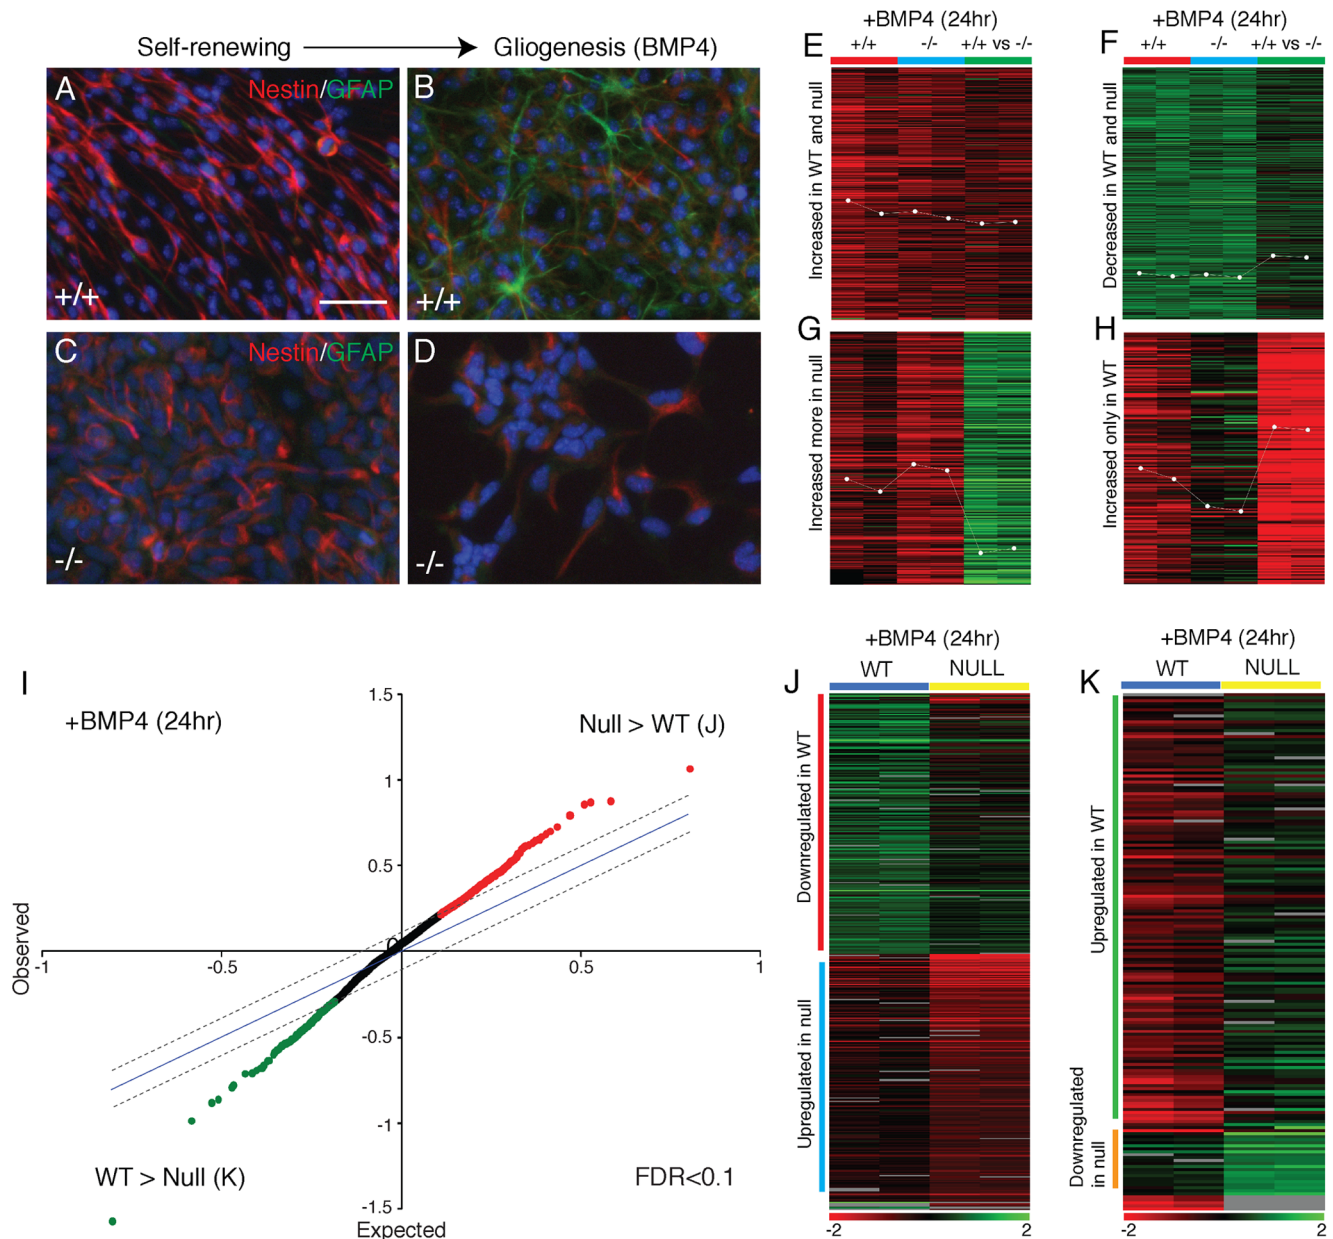 Self-renewing
Gliogenesis (BMP4)
A
Nestin/GFAP
+/+
B
+/+
C
Nestin/GFAP
-/-
D
-/-
E
+BMP4 (24hr)
+/+
-/-
+/+ vs -/-
Increased in WT and null
F
+BMP4 (24hr)
+/+
-/-
+/+ vs -/-
Decreased in WT and null
G
Increased more in null
H
Increased only in WT
I
+BMP4 (24hr)
Null > WT (J)
1.5
1
0.5
0
-1
-0.5
0.5
1
-0.5
-1
-1.5
Observed
Expected
WT > Null (K)
FDR<0.1
J
+BMP4 (24hr)
WT
NULL
Downregulated in WT
Upregulated in null
-2
2
K
+BMP4 (24hr)
WT
NULL
Upregulated in WT
Downregulated
in null
-2
2